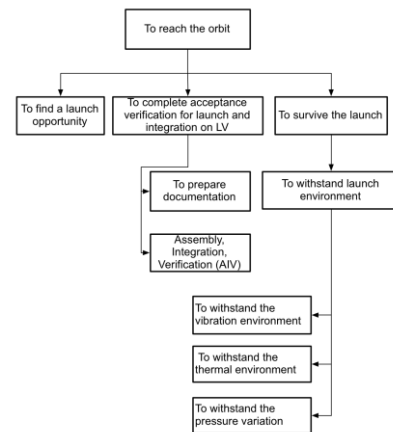 To reach the orbit
To find a launch
opportunity
To complete acceptance
verification for launch and
integration on LV
To survive the launch
To prepare
documentation
To withstand launch
environment
Assembly,
Integration,
Verification (AIV)
To withstand the
vibration environment
To withstand the
thermal environment
To withstand the
pressure variation